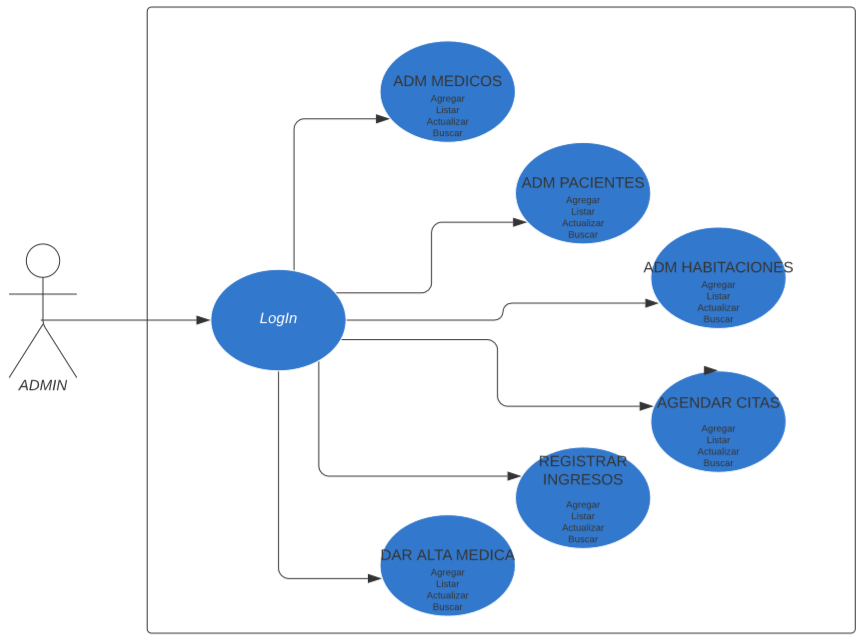 ADM MEDICOS
Agregar
Listar
Actualizar
Buscar
ADM PACIENTES
Agregar
Listar
Actualizar
Buscar
ADM HABITACIONES
Agregar
Listar
Actualizar
Buscar
LogIn
ADMIN
AGENDAR CITAS
Agregar
Listar
Actualizar
Buscar
REGISTRAR
INGRESOS
Agregar
Listar
Actualizar
Buscar
DAR ALTA MEDICA
Agregar
Listar
Actualizar
Buscar